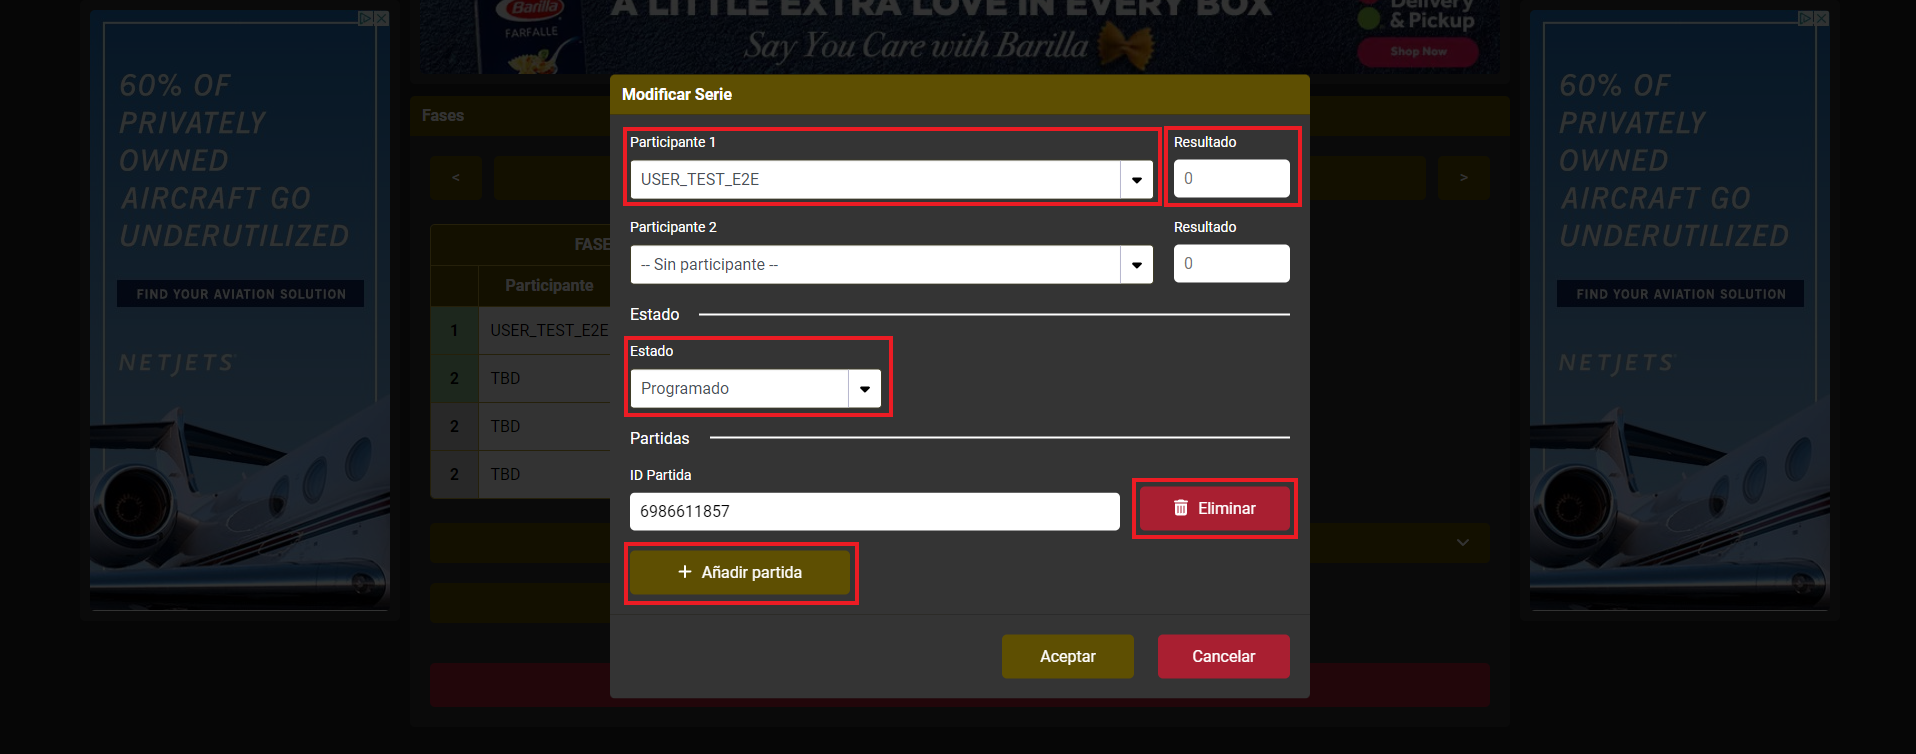 60% OF
PRIVATELY
OWNED
AIRCRAFT GO
UNDERUTILIZED
FIND YOUR AVIATION SOLUTION
NETJETS
Barilla
FARFALLE
A LITTLE EXTRA LOVE IN EVERY BOX
Say You Care with Barilla
Delivery
& Pickup
Shop Now
Fases
<
>
FASE
Participante
1 USER_TEST_E2E
2 TBD
2 TBD
2 TBD
Modificar Serie
Participante 1
Resultado
USER_TEST_E2E
0
Participante 2
Resultado
-- Sin participante --
0
Estado
Estado
Programado
Partidas
ID Partida
6986611857
Eliminar
+ Añadir partida
Aceptar
Cancelar
60% OF
PRIVATELY
OWNED
AIRCRAFT GO
UNDERUTILIZED
FIND YOUR AVIATION SOLUTION
NETJETS